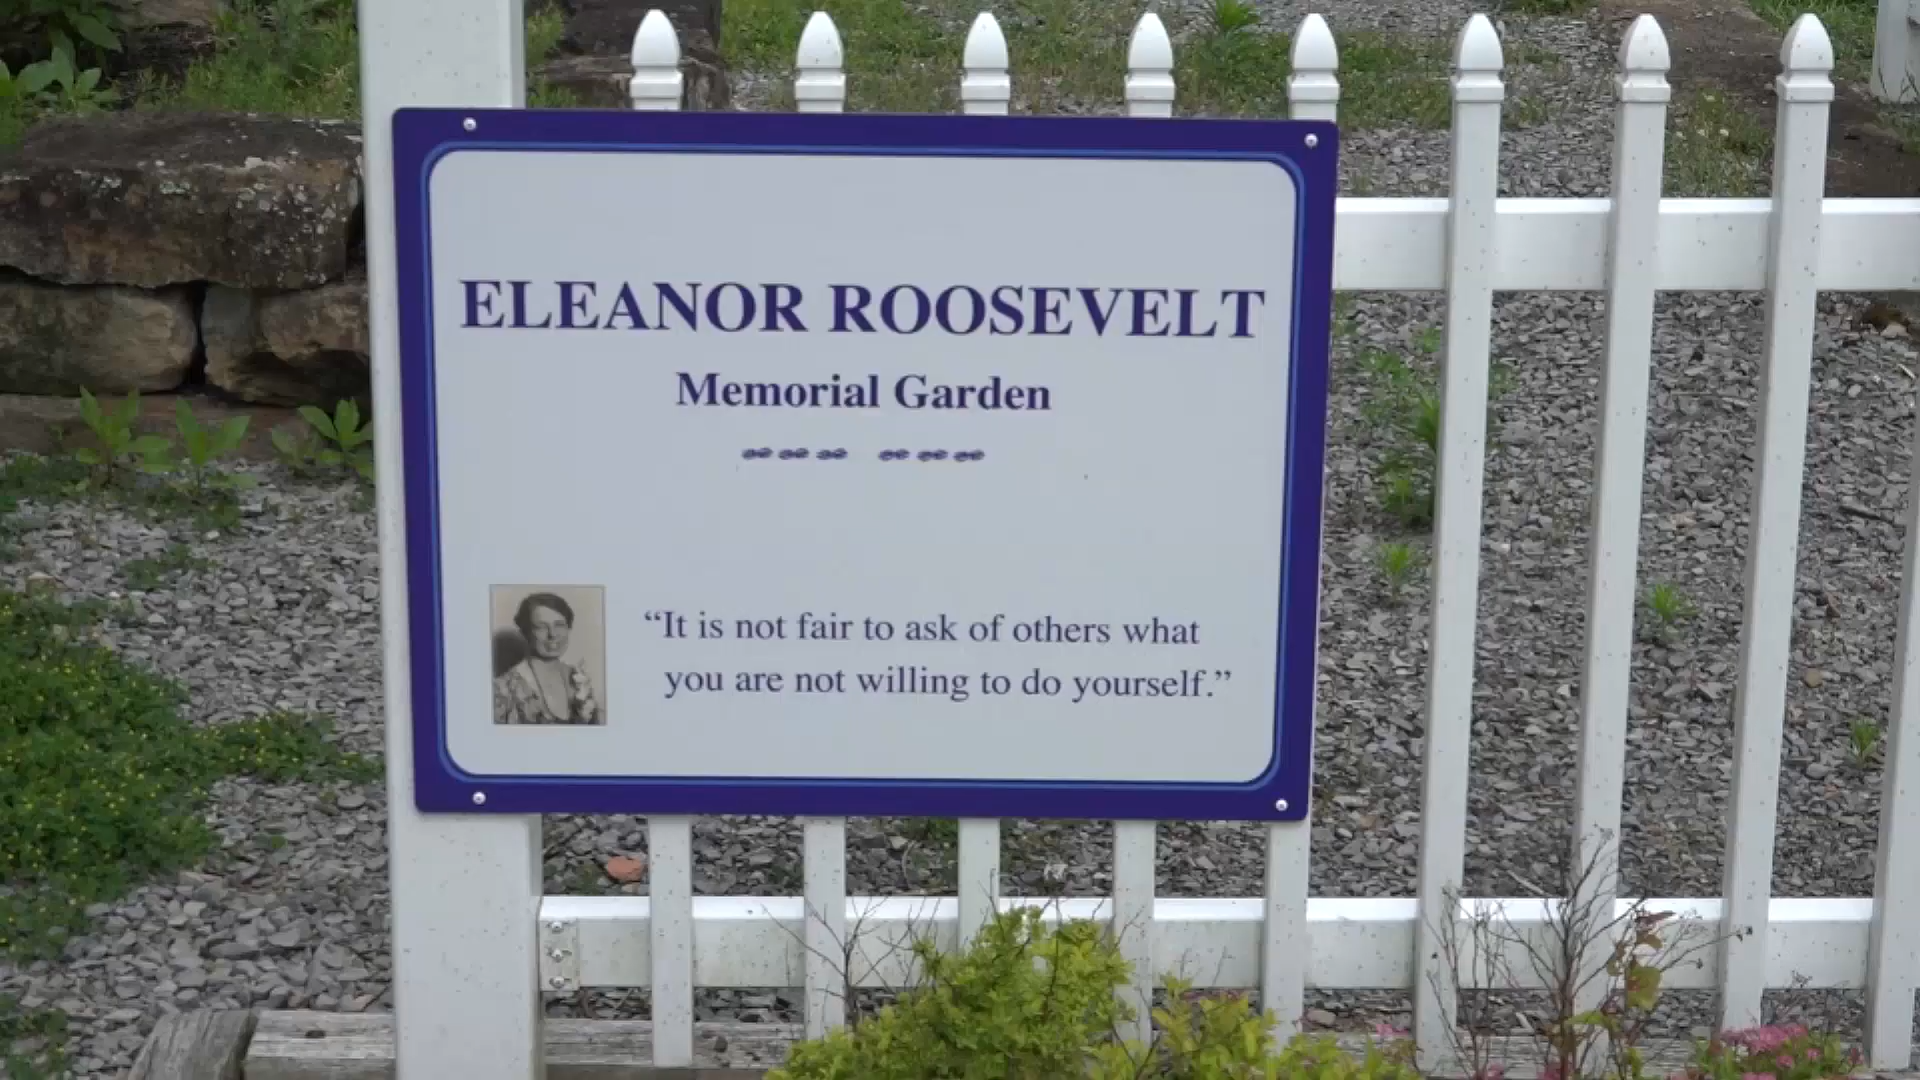 ELEANOR ROOSEVELT
Memorial Garden
“It is not fair to ask of others what
you are not willing to do yourself.”